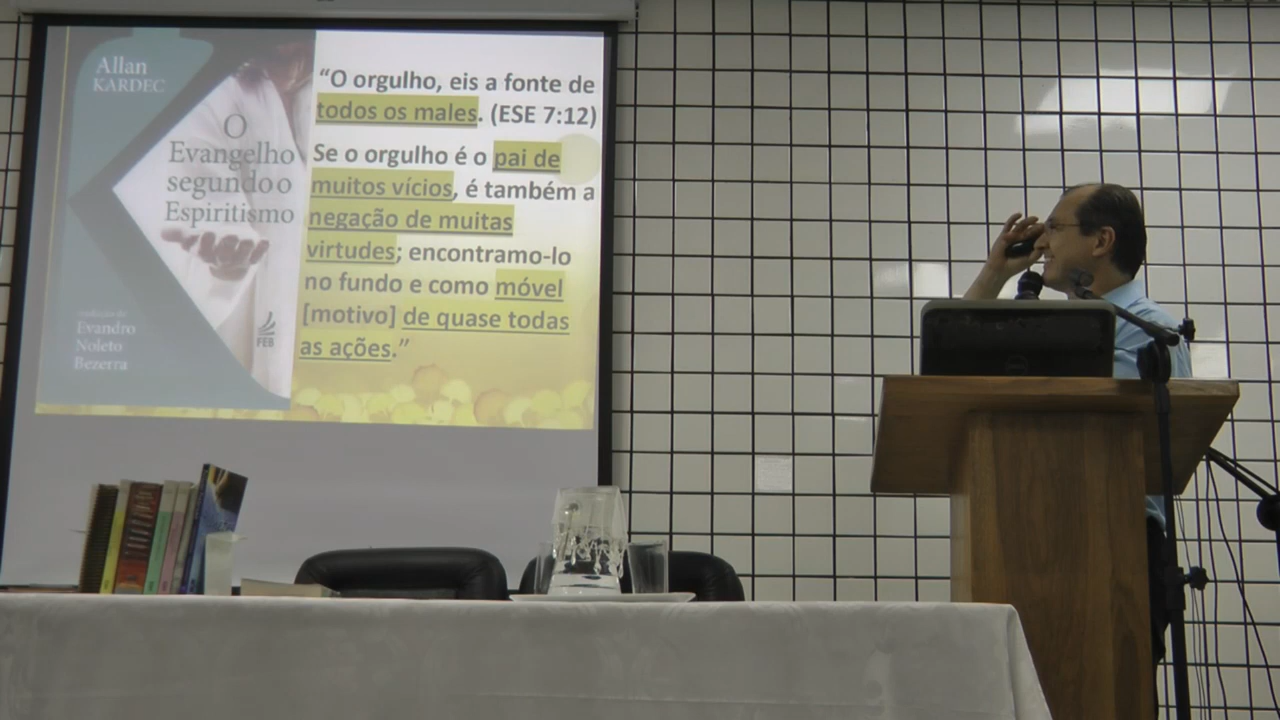 Allan
KARDEC
O
Evangelho
segundo o
Espiritismo
Evandro
Noleto
Bezerra
FEB
“O orgulho, eis a fonte de
todos os males. (ESE 7:12)
Se o orgulho é o pai de
muitos vícios, é também a
negação de muitas
virtudes; encontramo-lo
no fundo e como móvel
[motivo] de quase todas
as ações.”